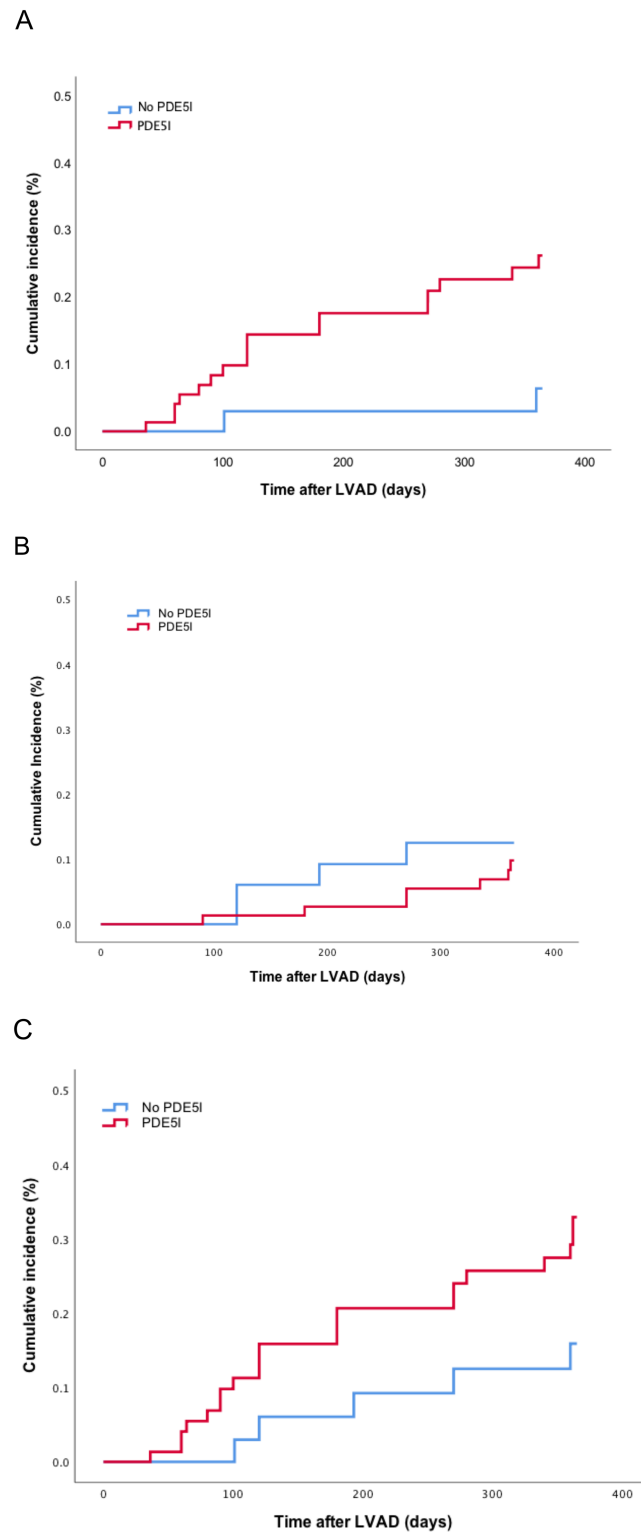 A
0.5
No PDE5I
PDE5I
0.4
0.3
0.2
0.1
0.0
Cumulative incidence (%)
0 100 200 300 400
Time after LVAD (days)
B
0.5
No PDE5I
PDE5I
0.4
0.3
0.2
0.1
0.0
Cumulative Incidence (%)
0 100 200 300 400
Time after LVAD (days)
C
0.5
No PDE5I
PDE5I
0.4
0.3
0.2
0.1
0.0
Cumulative incidence (%)
0 100 200 300 400
Time after LVAD (days)